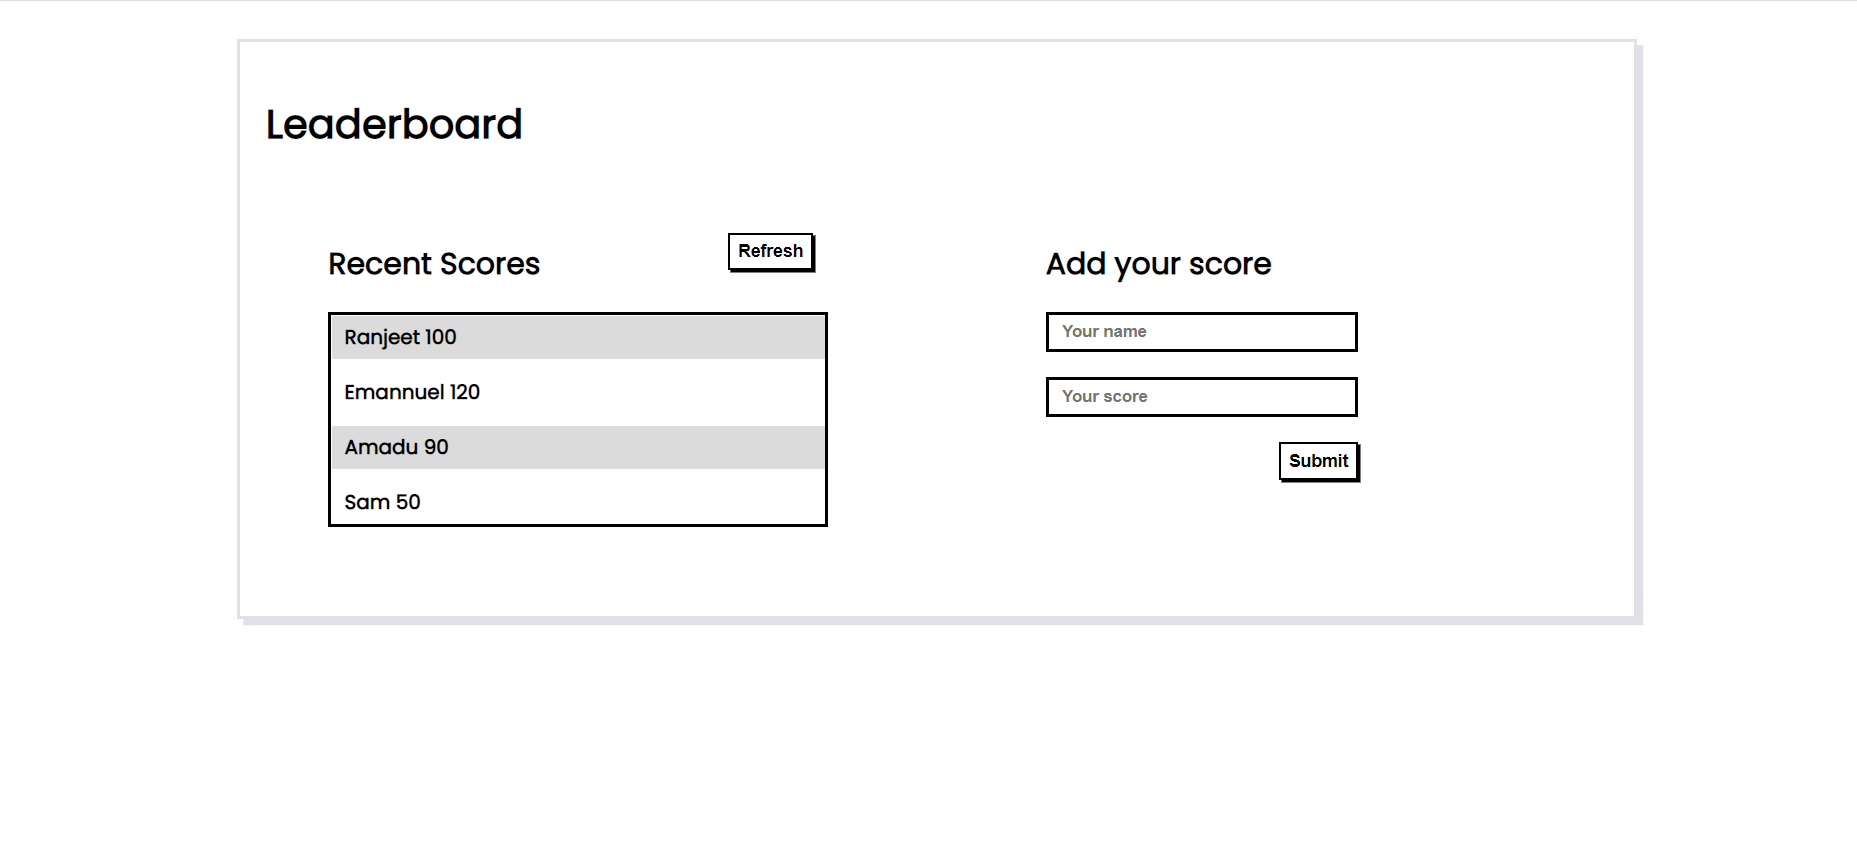 Leaderboard
Recent Scores
Refresh
Ranjeet 100
Emannuel 120
Amadu 90
Sam 50
Add your score
Your name
Your score
Submit